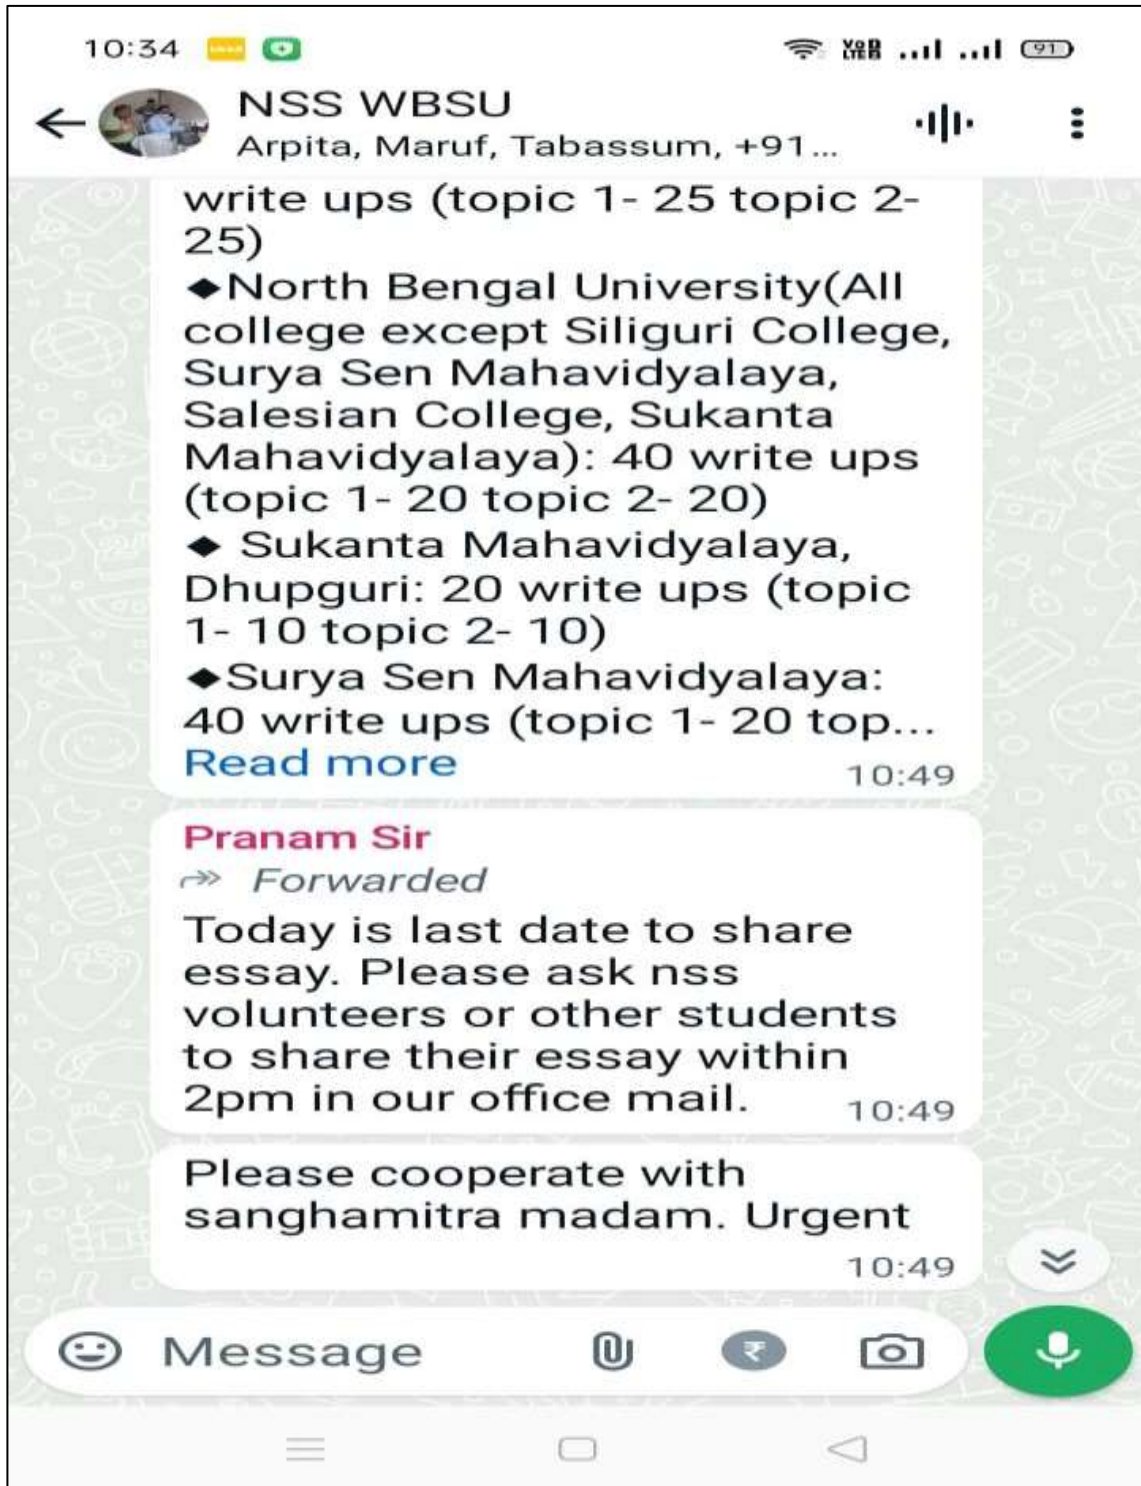 10:34
VoD LTE 91
NSS WBSU
Arpita, Maruf, Tabassum, +91...
write ups (topic 1- 25 topic 2-
25)
◆North Bengal University(All
college except Siliguri College,
Surya Sen Mahavidyalaya,
Salesian College, Sukanta
Mahavidyalaya): 40 write ups
(topic 1- 20 topic 2- 20)
◆ Sukanta Mahavidyalaya,
Dhupguri: 20 write ups (topic
1- 10 topic 2- 10)
◆Surya Sen Mahavidyalaya:
40 write ups (topic 1- 20 top...
Read more
10:49
Pranam Sir
Forwarded
Today is last date to share
essay. Please ask nss
volunteers or other students
to share their essay within
2pm in our office mail.
10:49
Please cooperate with
sanghamitra madam. Urgent
10:49
Message
₹